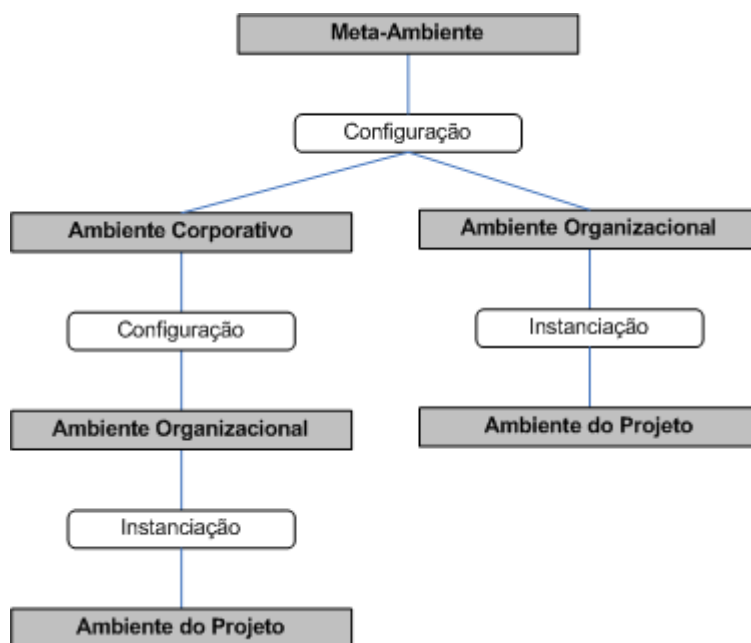 Meta-Ambiente
Configuração
Ambiente Corporativo
Ambiente Organizacional
Configuração
Instanciação
Ambiente Organizacional
Ambiente do Projeto
Instanciação
Ambiente do Projeto